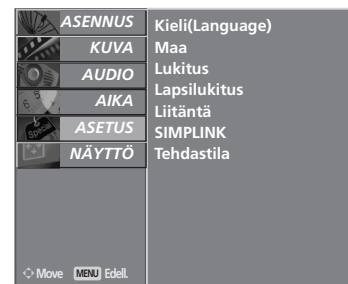 ASENNUS
KUVA
AUDIO
AIKA
ASETUS
NÄYTTÖ
Kieli(Language)
Maa
Lukitus
Lapsilukitus
Liitäntä
SIMPLINK
Tehdastila
Move MENU Edell.